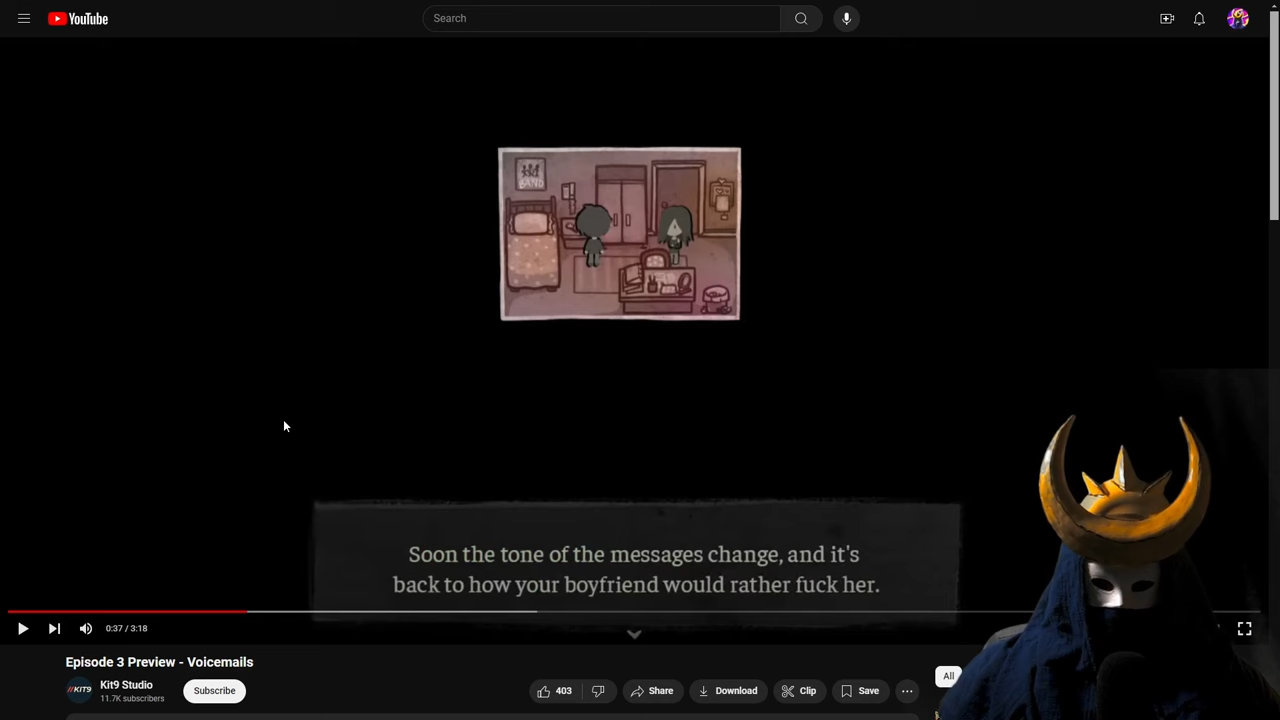 YouTube
Search
BAND
Soon the tone of the messages change, and it's
back to how your boyfriend would rather fuck her.
0:37 / 3:18
Episode 3 Preview - Voicemails
KIT9
Kit9 Studio
11.7K subscribers
Subscribe
403
Share
Download
Clip
Save
All